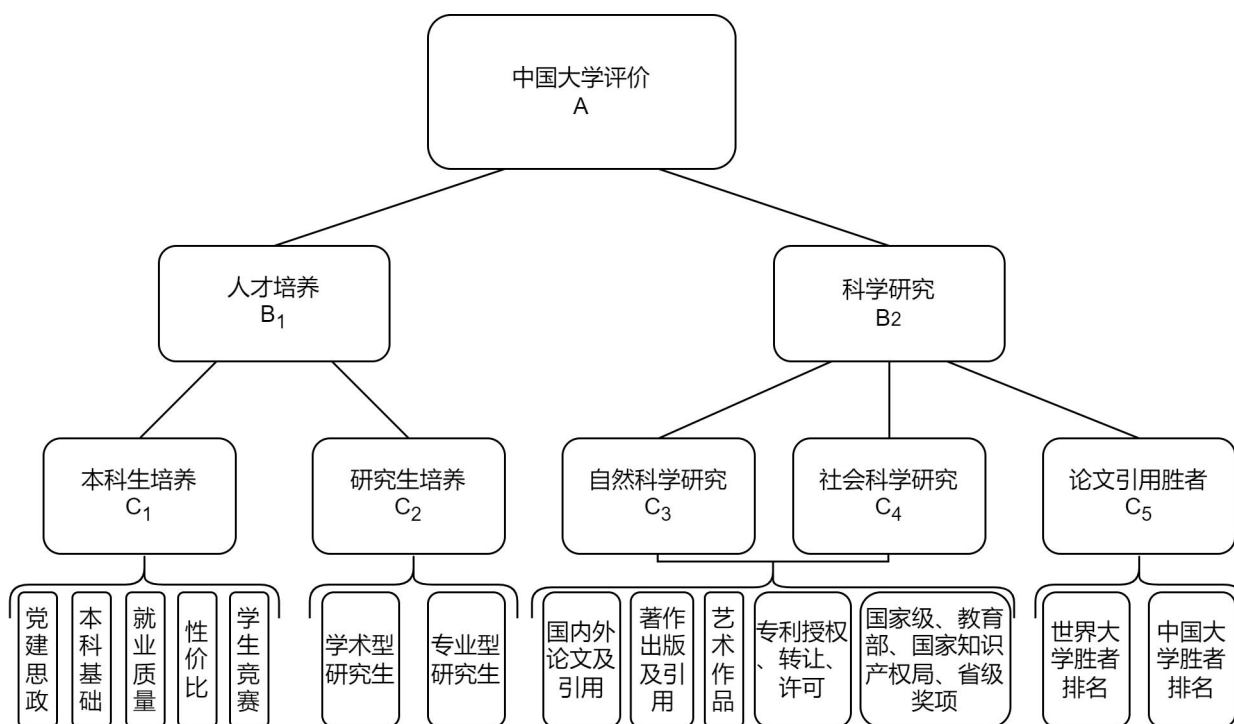 中国大学评价
A
人才培养
B1
科学研究
B2
本科生培养
C1
研究生培养
C2
自然科学研究
C3
社会科学研究
C4
论文引用胜者
C5
党建思政
本科基础
就业质量
性价比
学生竞赛
学术型
研究生
专业型
研究生
国内外
论文及
引用
著作
出版
及引
用
艺术作品
专利授权
、转让、
许可
国家级、教育
部、国家知识
产权局、省级
奖项
世界大
学胜者
排名
中国大
学胜者
排名